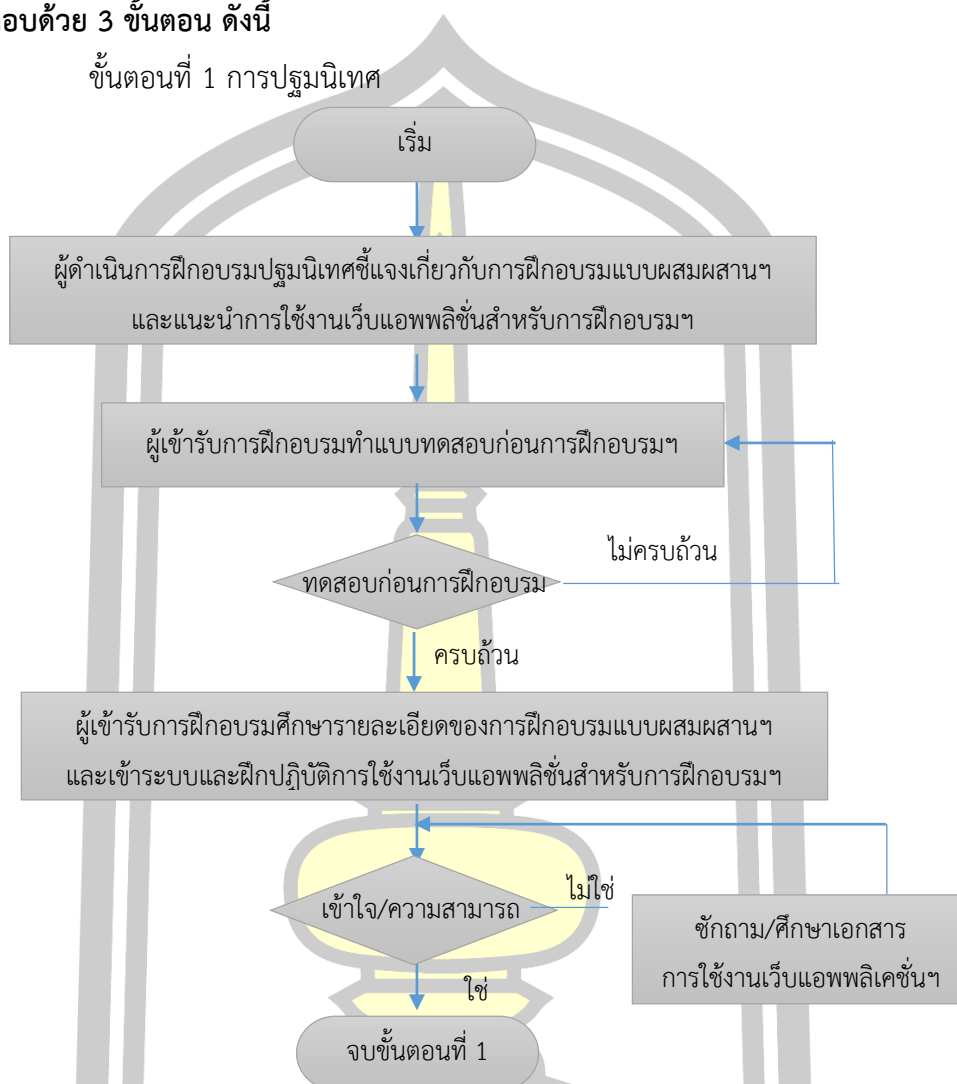 อบด้วย 3 ขั้นตอน ดังนี้
ขั้นตอนที่ 1 การปฐมนิเทศ
เริ่ม
ผู้ดำเนินการฝึกอบรมปฐมนิเทศชี้แจงเกี่ยวกับการฝึกอบรมแบบผสมผสานฯ
และแนะนำการใช้งานเว็บแอพพลิชั่นสำหรับการฝึกอบรมฯ
ผู้เข้ารับการฝึกอบรมทำแบบทดสอบก่อนการฝึกอบรมฯ
ไม่ครบถ้วน
ทดสอบก่อนการฝึกอบรม
ครบถ้วน
ผู้เข้ารับการฝึกอบรมศึกษารายละเอียดของการฝึกอบรมแบบผสมผสานฯ
และเข้าระบบและฝึกปฏิบัติการใช้งานเว็บแอพพลิชั่นสำหรับการฝึกอบรมฯ
เข้าใจ/ความสามารถ
ไม่ใช่
ซักถาม/ศึกษาเอกสาร
การใช้งานเว็บแอพพลิเคชั่นฯ
ใช่
จบขั้นตอนที่ 1